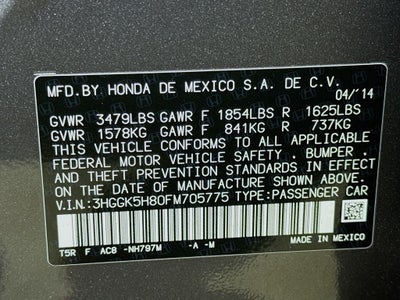 MFD.BY HONDA DE MEXICO S.A. DE C.V.
04/'14
GVWR 3479LBS GAWR F 1854LBS R 1625LBS
GVWR 1578KG GAWR F 841KG R 737KG
THIS VEHICLE CONFORMS TO ALL APPLICABLE
FEDERAL MOTOR VEHICLE SAFETY, BUMPER,
AND THEFT PREVENTION STANDARDS IN EFFECT
ON THE DATE OF MANUFACTURE SHOWN ABOVE.
V.I.N:3HGGK5H80FM705775 TYPE:PASSENGER CAR
T5R F AC8 -NH797M -A -M MADE IN MEXICO